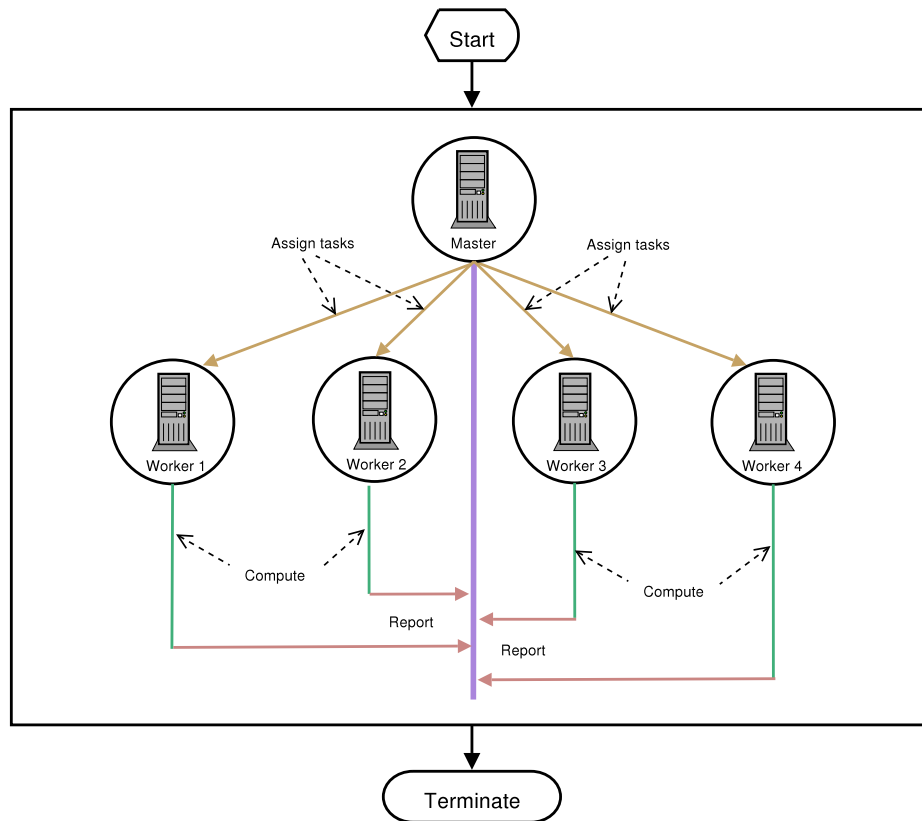 Start
Master
Assign tasks
Assign tasks
Worker 1
Worker 2
Worker 3
Worker 4
Compute
Compute
Report
Report
Terminate